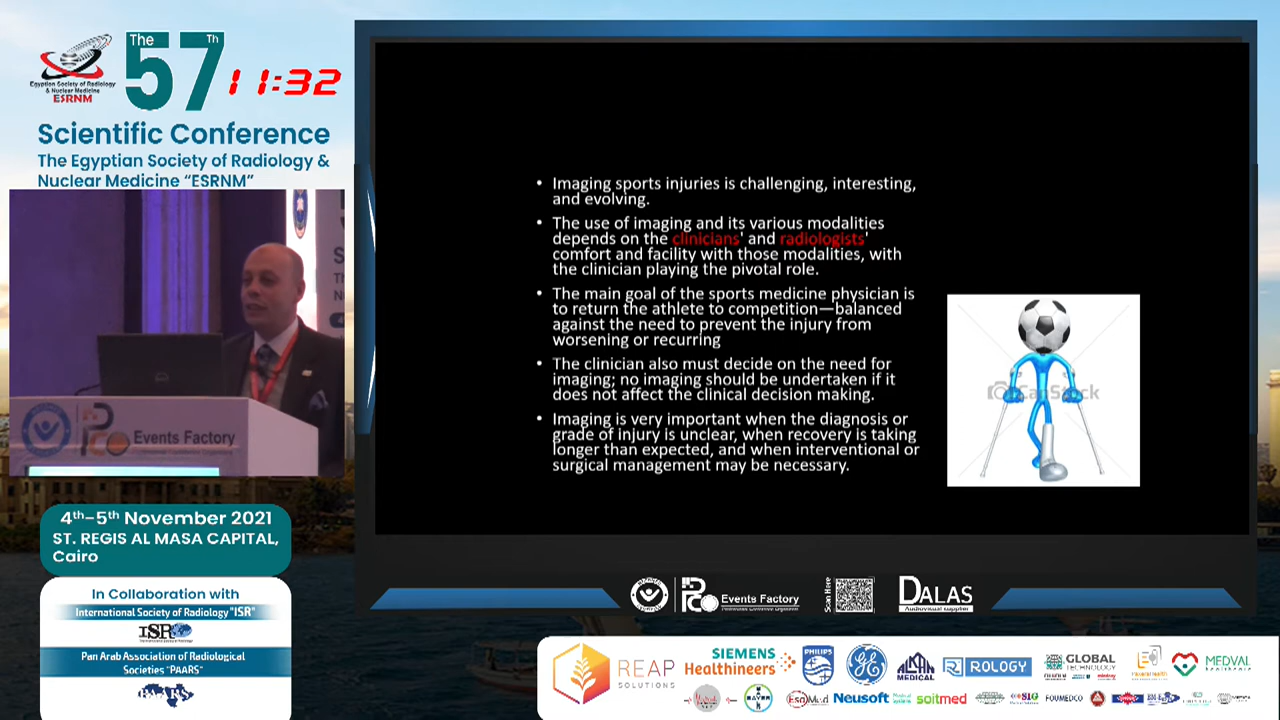 The
57
Th
11:32
Egyptian Society of Radiology
& Nuclear Medicine
ESRNM
Scientific Conference
The Egyptian Society of Radiology &
Nuclear Medicine “ESRNM”
Events Factory
4th–5th November 2021
ST. REGIS AL MASA CAPITAL,
Cairo
In Collaboration with
International Society of Radiology "ISR"
ISR
Pan Arab Association of Radiological
Societies "PAARS"
• Imaging sports injuries is challenging, interesting,
and evolving.
• The use of imaging and its various modalities
depends on the clinicians' and radiologists'
comfort and facility with those modalities, with
the clinician playing the pivotal role.
• The main goal of the sports medicine physician is
to return the athlete to competition—balanced
against the need to prevent the injury from
worsening or recurring
• The clinician also must decide on the need for
imaging; no imaging should be undertaken if it
does not affect the clinical decision making.
• Imaging is very important when the diagnosis or
grade of injury is unclear, when recovery is taking
longer than expected, and when interventional or
surgical management may be necessary.
CanStock
Events Factory
Scan Here
DALAS
Audiovisual supplier
REAP
SOLUTIONS
SIEMENS
Healthineers
PHILIPS
ALKAN
MEDICAL
ROLOGY
GLOBAL
TECHNOLOGY
MEDVAL
healthcare
BAYER
EsoMed
Neusoft
Medical
Systems
soitmed
FOUMEDCO